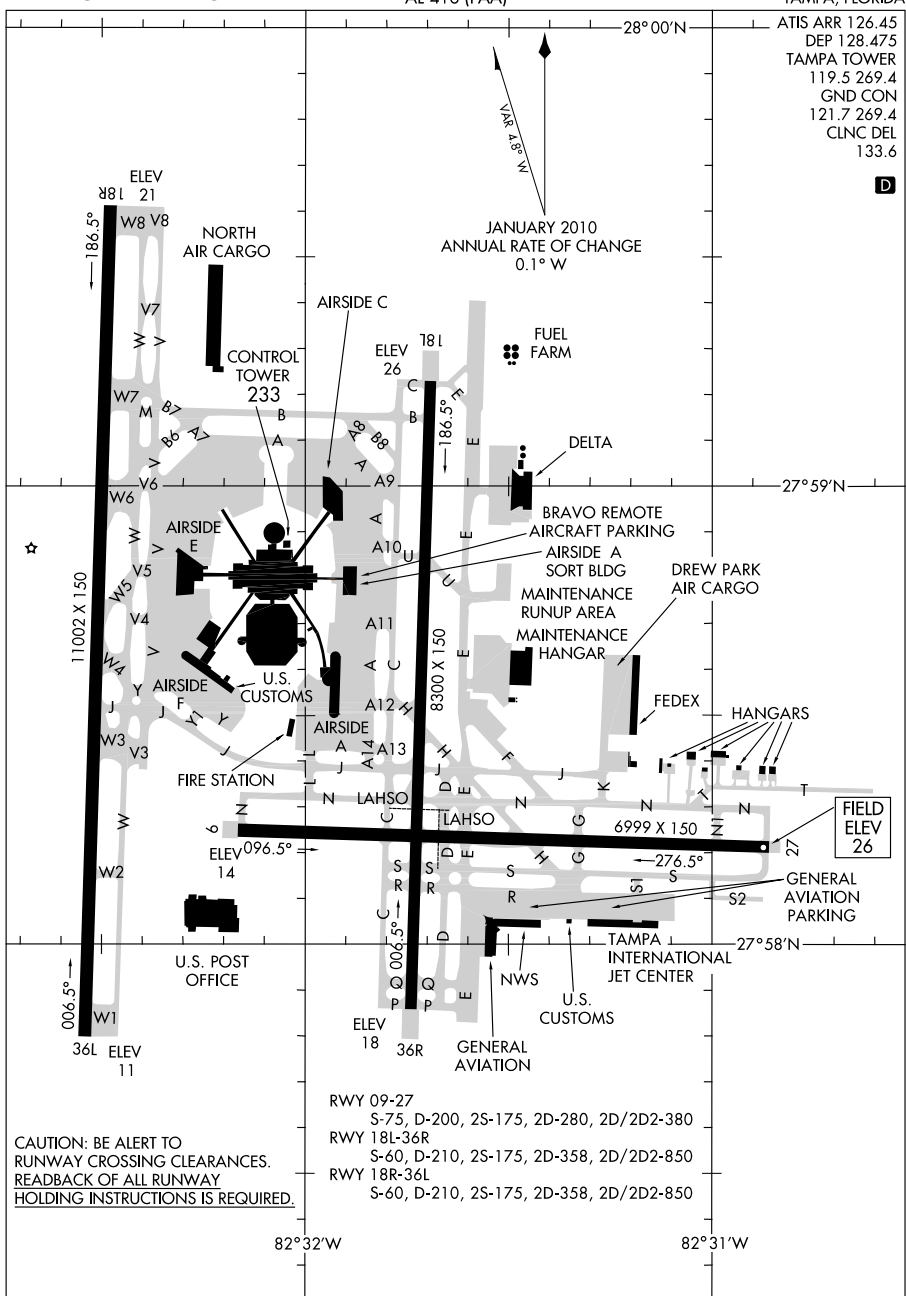 AL-416 (FAA)
TAMPA, FLORIDA
ATIS ARR 126.45
DEP 128.475
TAMPA TOWER
119.5 269.4
GND CON
121.7 269.4
CLNC DEL
133.6
D
28°00'N
VAR 4.8° W
JANUARY 2010
ANNUAL RATE OF CHANGE
0.1° W
18R
ELEV
21
186.5°
W8 V8
NORTH
AIR CARGO
V7
W
V
AIRSIDE C
CONTROL
TOWER
233
ELEV
26
18L
FUEL
FARM
W7
M
B7
B6
A7
B
A
A8
B8
C
B
E
186.5°
E
DELTA
A
A9
V
V6
W6
27°59'N
BRAVO REMOTE
AIRCRAFT PARKING
AIRSIDE A
SORT BLDG
AIRSIDE
E
A
A10
U
U
E
W
V
V5
W5
DREW PARK
AIR CARGO
MAINTENANCE
RUNUP AREA
MAINTENANCE
HANGAR
11002 X 150
V4
V
W4
A11
A
C
8300 X 150
E
U.S.
CUSTOMS
Y
AIRSIDE
F
J
J
Y1
Y
J
A12
H
FEDEX
HANGARS
AIRSIDE
W3
V3
FIRE STATION
L
A
A14
A13
J
L
J
H
F
J
K
T
T
N
N
LAHSO
C
D
E
N
G
N
N1
N
W
9
LAHSO
6999 X 150
27
FIELD
ELEV
26
ELEV
14
096.5°
D
E
H
G
276.5°
W2
S
S
R
R
S
R
S1
S
S2
GENERAL
AVIATION
PARKING
U.S. POST
OFFICE
C
006.5°
D
NWS
U.S.
CUSTOMS
TAMPA
INTERNATIONAL
JET CENTER
27°58'N
006.5°
W1
Q
Q
P
P
E
36L
ELEV
11
ELEV
18
36R
GENERAL
AVIATION
RWY 09-27
S-75, D-200, 2S-175, 2D-280, 2D/2D2-380
RWY 18L-36R
S-60, D-210, 2S-175, 2D-358, 2D/2D2-850
RWY 18R-36L
S-60, D-210, 2S-175, 2D-358, 2D/2D2-850
CAUTION: BE ALERT TO
RUNWAY CROSSING CLEARANCES.
READBACK OF ALL RUNWAY
HOLDING INSTRUCTIONS IS REQUIRED.
82°32'W
82°31'W